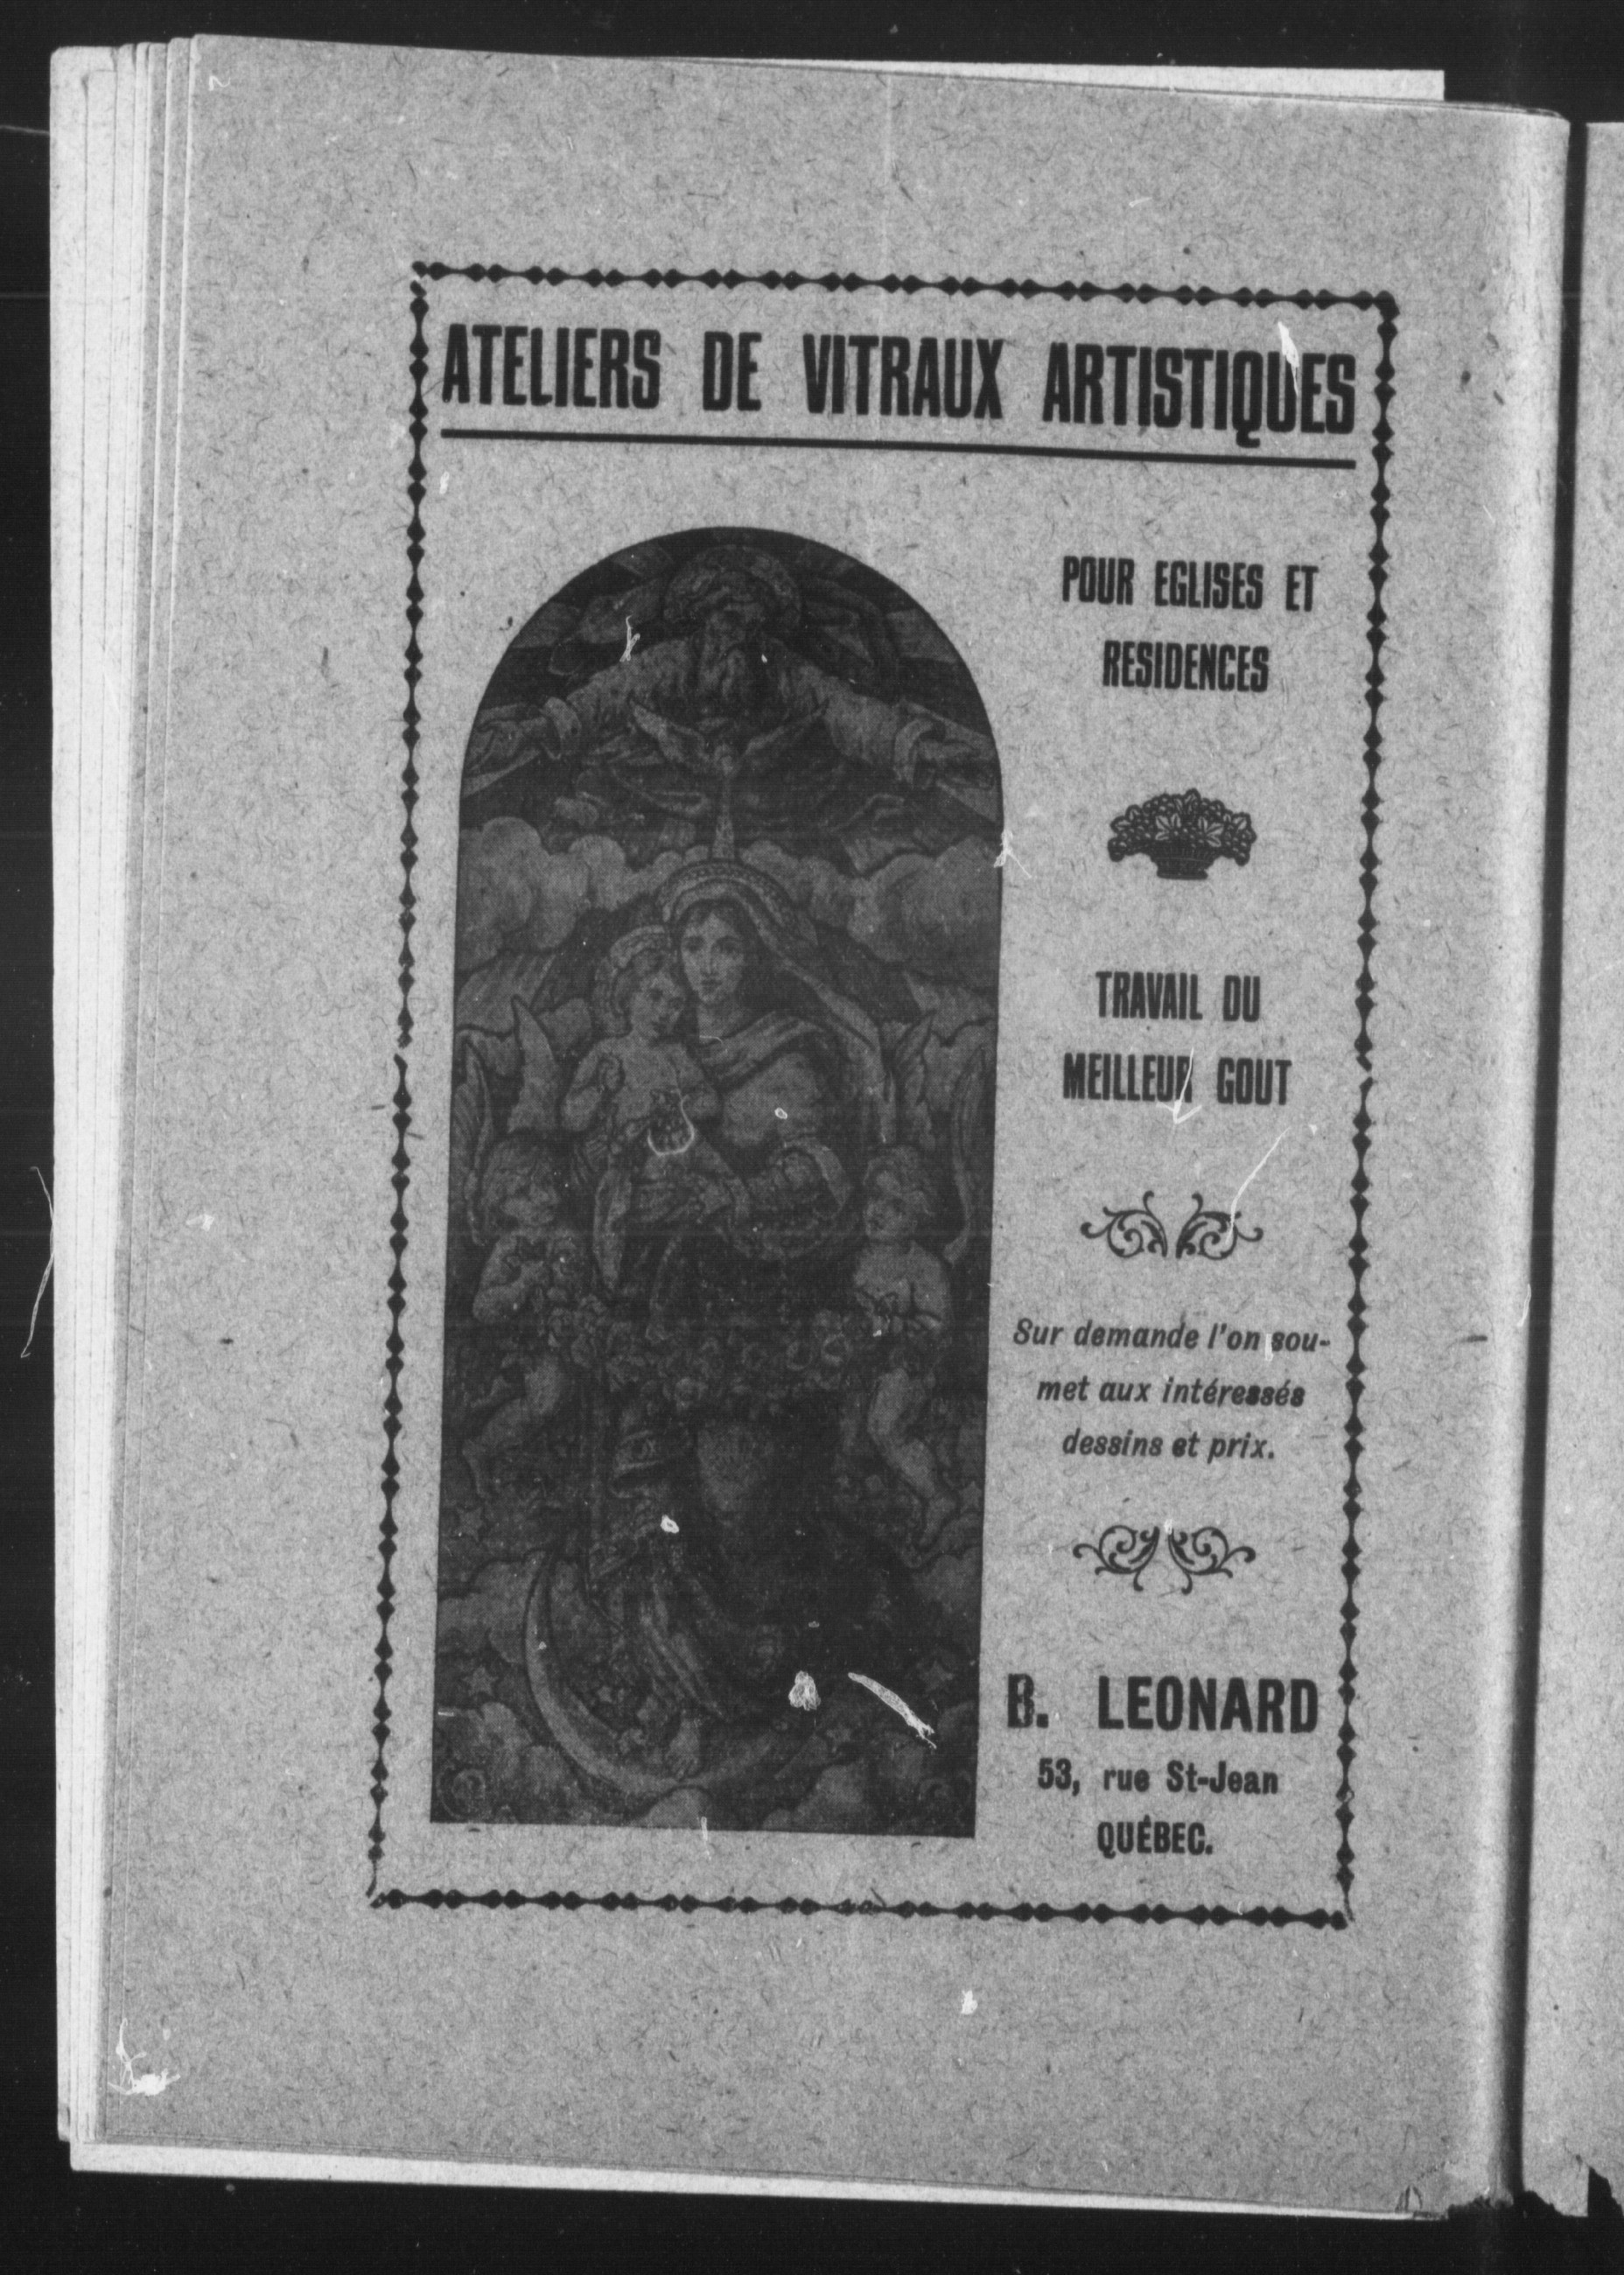 ATELIERS DE VITRAUX ARTISTIQUES
POUR EGLISES ET
RESIDENCES
TRAVAIL DU
MEILLEUR GOUT
Sur demande l'on sou-
met aux intéressés
dessins et prix.
B. LEONARD
53, rue St-Jean
QUÉBEC.